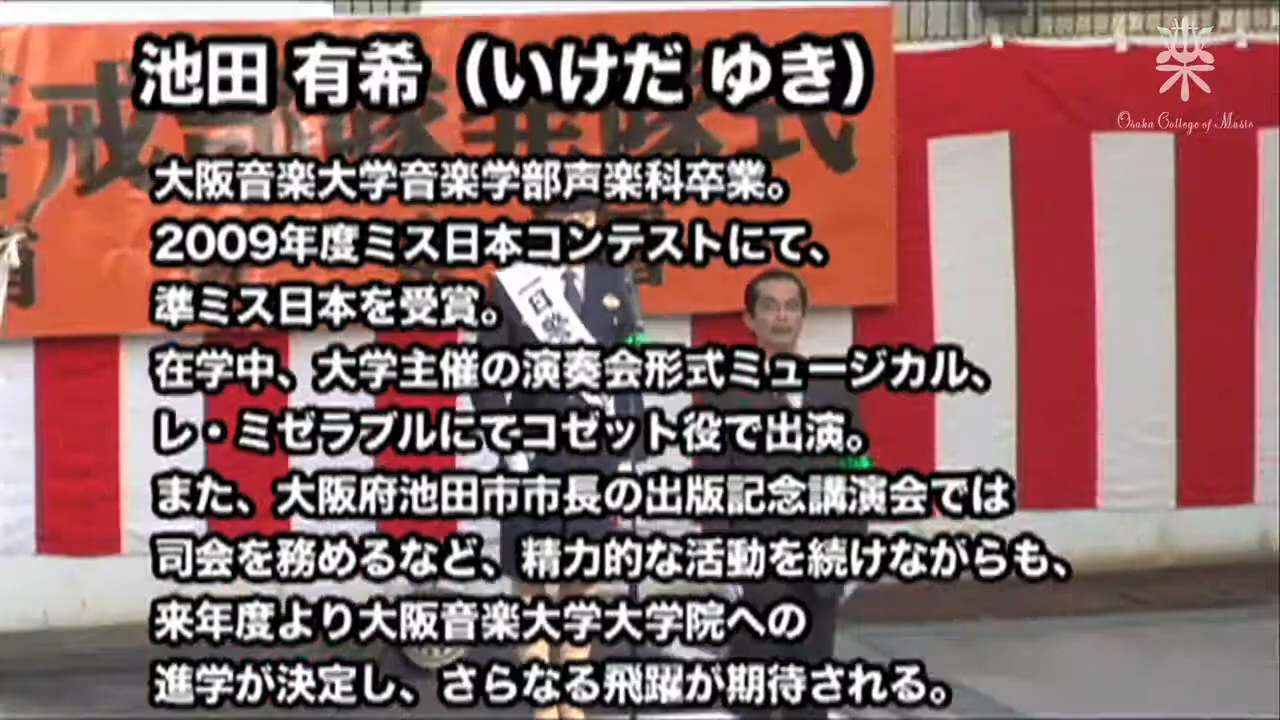 池田 有希（いけだ ゆき）
大阪音楽大学音楽学部声楽科卒業。
2009年度ミス日本コンテストにて、
準ミス日本を受賞。
在学中、大学主催の演奏会形式ミュージカル、
レ・ミゼラブルにてコゼット役で出演。
また、大阪府池田市市長の出版記念講演会では
司会を務めるなど、精力的な活動を続けながらも、
来年度より大阪音楽大学大学院への
進学が決定し、さらなる飛躍が期待される。
Osaka College of Music
一日